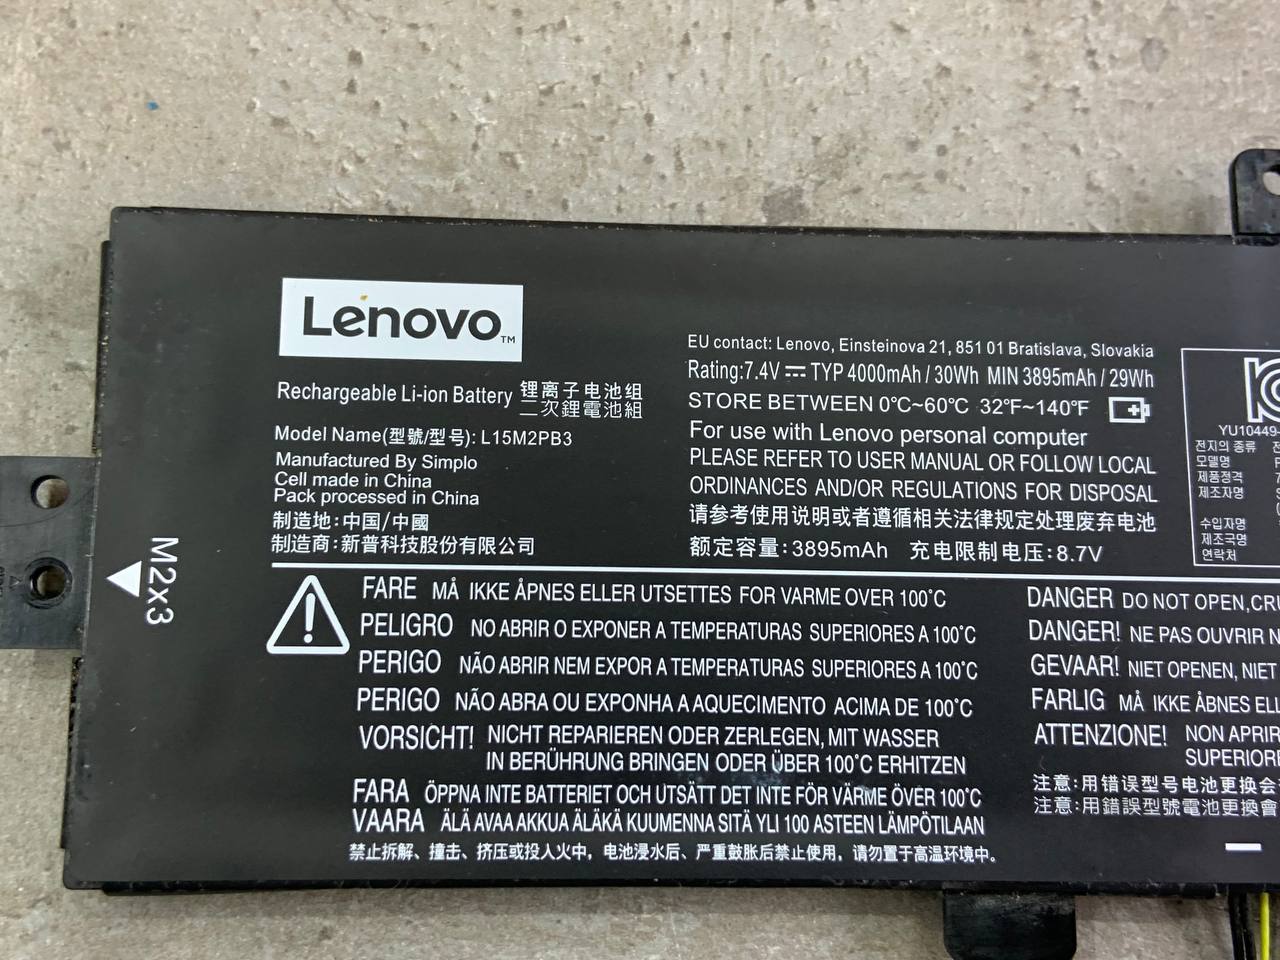 Lenovo™
Rechargeable Li-ion Battery 锂离子电池组
二次鋰電池組
Model Name(型號/型号): L15M2PB3
Manufactured By Simplo
Cell made in China
Pack processed in China
制造地:中国/中國
制造商:新普科技股份有限公司
EU contact: Lenovo, Einsteinova 21, 851 01 Bratislava, Slovakia
Rating:7.4V⎓ TYP 4000mAh / 30Wh MIN 3895mAh / 29Wh
STORE BETWEEN 0℃~60℃ 32℉~140℉
For use with Lenovo personal computer
PLEASE REFER TO USER MANUAL OR FOLLOW LOCAL
ORDINANCES AND/OR REGULATIONS FOR DISPOSAL
请参考使用说明或者遵循相关法律规定处理废弃电池
额定容量:3895mAh 充电限制电压:8.7V
YU10449-
전지의 종류
모델명
제품정격
제조자명
수입자명
제조국명
연락처
M2x3
FARE MÅ IKKE ÅPNES ELLER UTSETTES FOR VARME OVER 100°C
PELIGRO NO ABRIR O EXPONER A TEMPERATURAS SUPERIORES A 100°C
PERIGO NÃO ABRIR NEM EXPOR A TEMPERATURAS SUPERIORES A 100°C
PERIGO NÃO ABRA OU EXPONHA A AQUECIMENTO ACIMA DE 100°C
VORSICHT! NICHT REPARIEREN ODER ZERLEGEN, MIT WASSER
IN BERÜHRUNG BRINGEN ODER ÜBER 100°C ERHITZEN
FARA ÖPPNA INTE BATTERIET OCH UTSÄTT DET INTE FÖR VÄRME ÖVER 100°C
VAARA ÄLÄ AVAA AKKUA ÄLÄKÄ KUUMENNA SITÄ YLI 100 ASTEEN LÄMPÖTILAAN
禁止拆解、撞击、挤压或投入火中，电池浸水后、严重鼓胀后禁止使用，请勿置于高温环境中。
DANGER DO NOT OPEN, CRU
DANGER! NE PAS OUVRIR N
GEVAAR! NIET OPENEN, NIET
FARLIG MÅ IKKE ÅBNES ELL
ATTENZIONE! NON APRIR
SUPERIOR
注意:用错误型号电池更换会
注意:用錯誤型號電池更換會